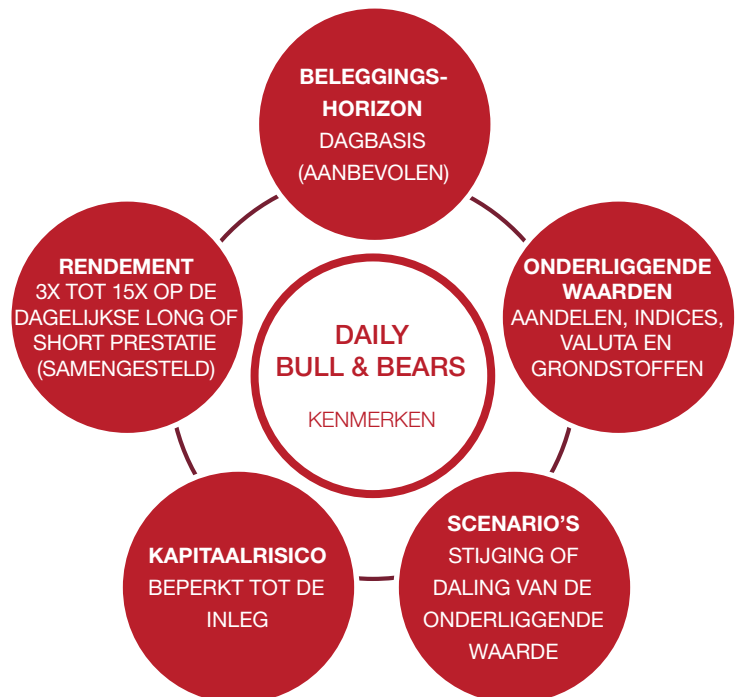 BELEGGINGS-
HORIZON
DAGBASIS
(AANBEVOLEN)
RENDEMENT
3X TOT 15X OP DE
DAGELIJKSE LONG OF
SHORT PRESTATIE
(SAMENGESTELD)
ONDERLIGGENDE
WAARDEN
AANDELEN, INDICES,
VALUTA EN
GRONDSTOFFEN
DAILY
BULL & BEARS
KENMERKEN
KAPITAALRISICO
BEPERKT TOT DE
INLEG
SCENARIO’S
STIJGING OF
DALING VAN DE
ONDERLIGGENDE
WAARDE